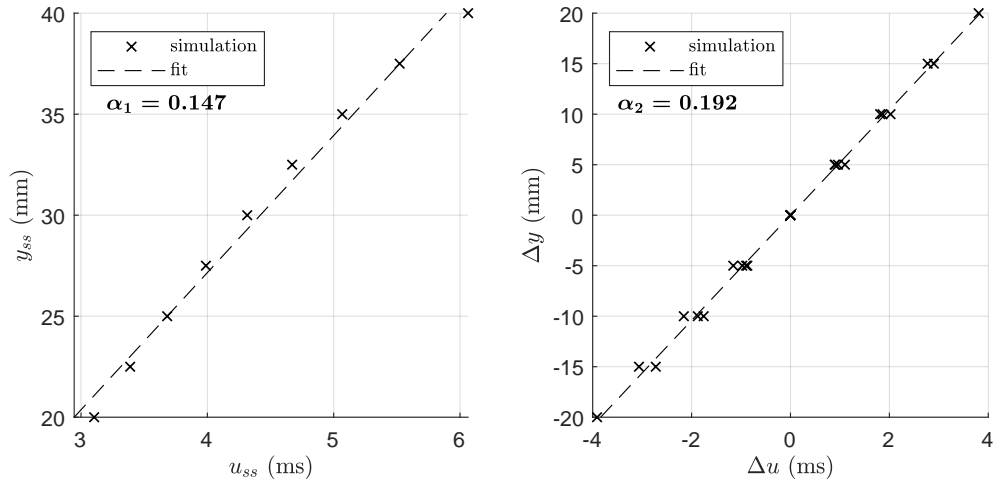 40
35
30
25
20
y_ss (mm)
simulation
fit
α₁ = 0.147
3
4
5
6
u_ss (ms)
20
15
10
5
0
-5
-10
-15
-20
Δy (mm)
simulation
fit
α₂ = 0.192
-4
-2
0
2
4
Δu (ms)